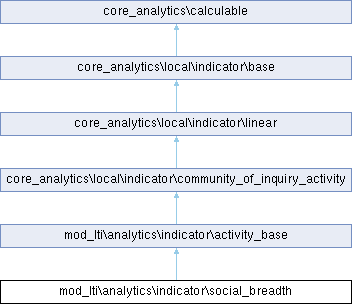 core_analytics\calculable
core_analytics\local\indicator\base
core_analytics\local\indicator\linear
core_analytics\local\indicator\community_of_inquiry_activity
mod_lti\analytics\indicator\activity_base
mod_lti\analytics\indicator\social_breadth